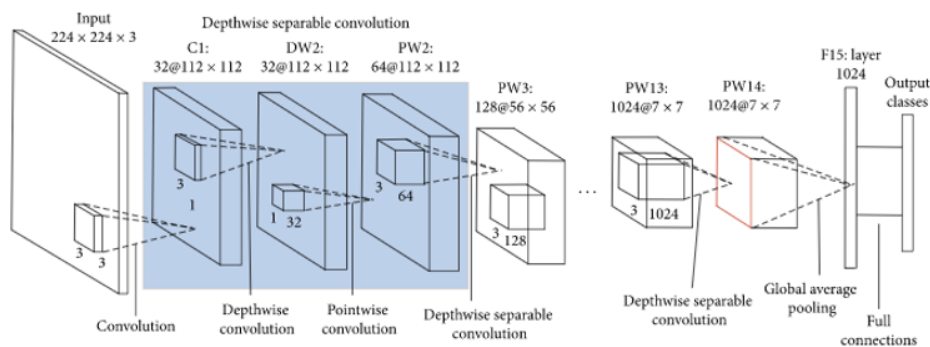 Input
224 × 224 × 3
Depthwise separable convolution
C1:
32@112 × 112
DW2:
32@112 × 112
PW2:
64@112 × 112
PW3:
128@56 × 56
PW13:
1024@7 × 7
PW14:
1024@7 × 7
F15: layer
1024
Output
classes
3
3
3
1
1
32
3
64
3
128
...
3
1024
Convolution
Depthwise
convolution
Pointwise
convolution
Depthwise separable
convolution
Depthwise separable
convolution
Global average
pooling
Full
connections